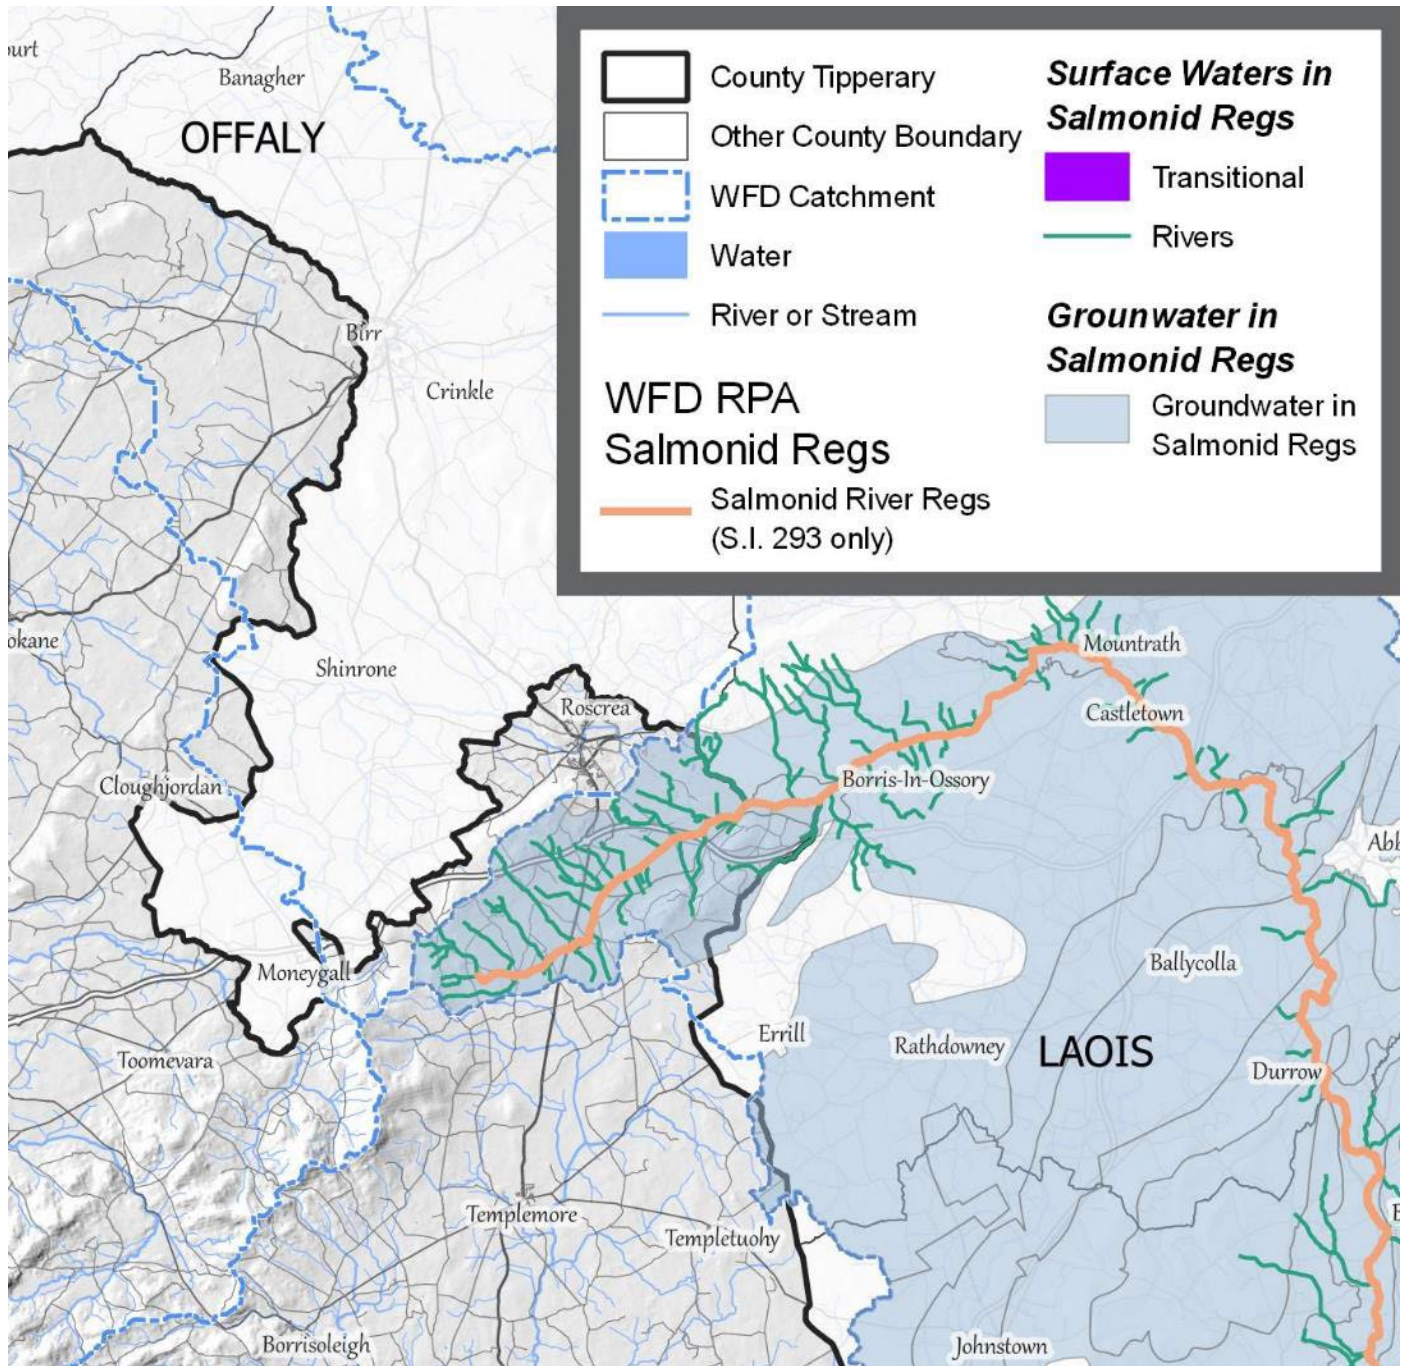 Banagher
OFFALY
Birr
Crinkle
Shinrone
Roscrea
Cloughjordan
Moneygall
Toomevara
Templemore
Templetuohy
Borrisoleigh
Mountrath
Castletown
Borris-In-Ossory
Ballycolla
Errill
Rathdowney
LAOIS
Durrow
Johnstown
County Tipperary
Other County Boundary
WFD Catchment
Water
River or Stream
WFD RPA
Salmonid Regs
Salmonid River Regs
(S.I. 293 only)
Surface Waters in
Salmonid Regs
Transitional
Rivers
Grounwater in
Salmonid Regs
Groundwater in
Salmonid Regs